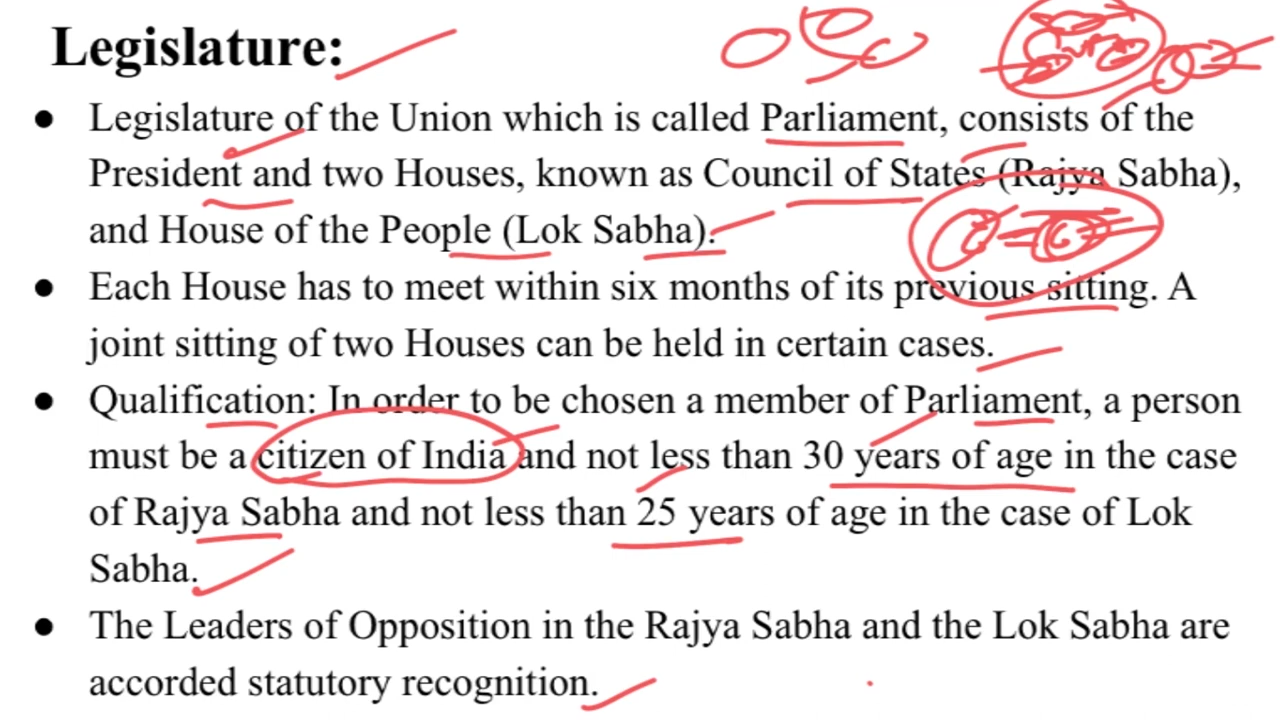 Legislature:
● Legislature of the Union which is called Parliament, consists of the
President and two Houses, known as Council of States (Rajya Sabha),
and House of the People (Lok Sabha).
● Each House has to meet within six months of its previous sitting. A
joint sitting of two Houses can be held in certain cases.
● Qualification: In order to be chosen a member of Parliament, a person
must be a citizen of India and not less than 30 years of age in the case
of Rajya Sabha and not less than 25 years of age in the case of Lok
Sabha.
● The Leaders of Opposition in the Rajya Sabha and the Lok Sabha are
accorded statutory recognition.